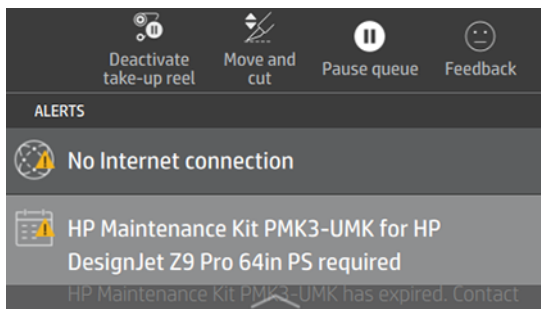 Deactivate take-up reel
Move and cut
Pause queue
Feedback
ALERTS
No Internet connection
HP Maintenance Kit PMK3-UMK for HP
DesignJet Z9 Pro 64in PS required
HP Maintenance Kit PMK3-UMK has expired. Contact